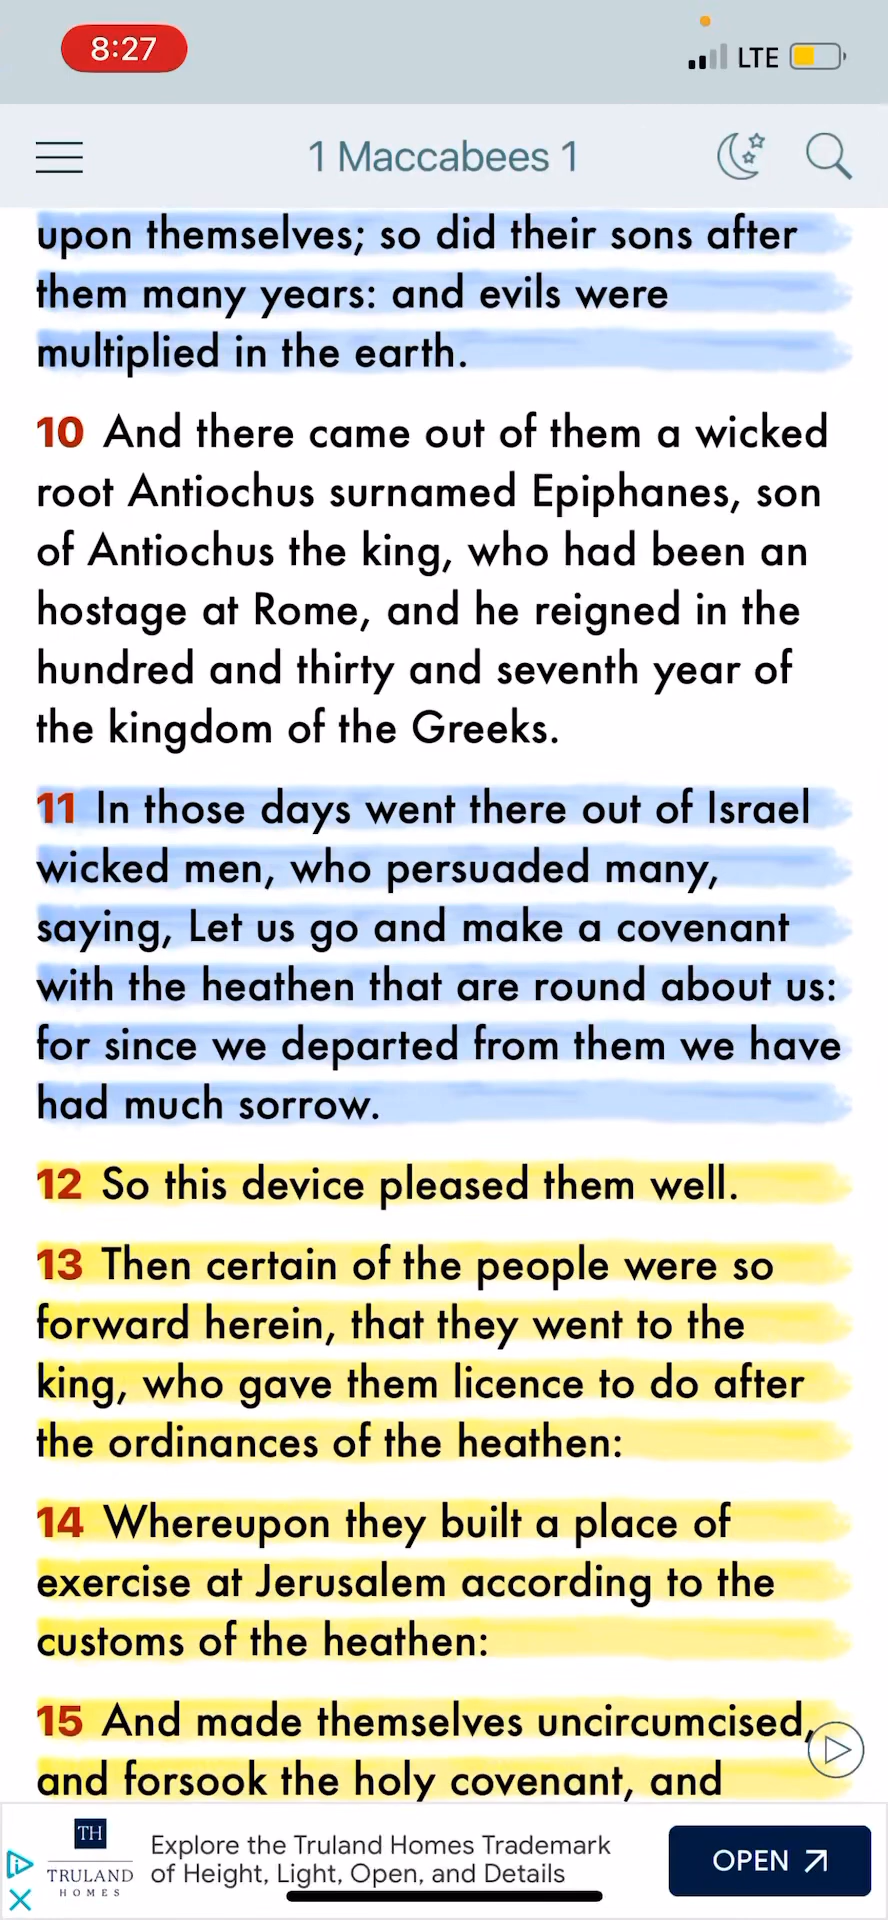 8:27
LTE
1 Maccabees 1
upon themselves; so did their sons after
them many years: and evils were
multiplied in the earth.
10 And there came out of them a wicked
root Antiochus surnamed Epiphanes, son
of Antiochus the king, who had been an
hostage at Rome, and he reigned in the
hundred and thirty and seventh year of
the kingdom of the Greeks.
11 In those days went there out of Israel
wicked men, who persuaded many,
saying, Let us go and make a covenant
with the heathen that are round about us:
for since we departed from them we have
had much sorrow.
12 So this device pleased them well.
13 Then certain of the people were so
forward herein, that they went to the
king, who gave them licence to do after
the ordinances of the heathen:
14 Whereupon they built a place of
exercise at Jerusalem according to the
customs of the heathen:
15 And made themselves uncircumcised,
and forsook the holy covenant, and
TH
TRULAND
HOMES
Explore the Truland Homes Trademark
of Height, Light, Open, and Details
OPEN